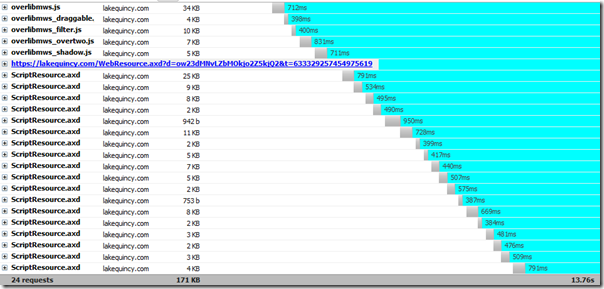 overlibmws.js lakequincy.com 34 KB 712ms
overlibmws_draggable. lakequincy.com 4 KB 398ms
overlibmws_filter.js lakequincy.com 10 KB 400ms
overlibmws_overtwo.js lakequincy.com 7 KB 831ms
overlibmws_shadow.js lakequincy.com 5 KB 711ms
https://lakequincy.com/WebResource.axd?d=ow23dMNvLZbMOkjo2Z5kjQ2&t=633329257454975619
ScriptResource.axd lakequincy.com 25 KB 791ms
ScriptResource.axd lakequincy.com 9 KB 534ms
ScriptResource.axd lakequincy.com 8 KB 495ms
ScriptResource.axd lakequincy.com 2 KB 490ms
ScriptResource.axd lakequincy.com 942 b 950ms
ScriptResource.axd lakequincy.com 11 KB 728ms
ScriptResource.axd lakequincy.com 2 KB 399ms
ScriptResource.axd lakequincy.com 5 KB 417ms
ScriptResource.axd lakequincy.com 7 KB 440ms
ScriptResource.axd lakequincy.com 5 KB 507ms
ScriptResource.axd lakequincy.com 2 KB 575ms
ScriptResource.axd lakequincy.com 753 b 387ms
ScriptResource.axd lakequincy.com 8 KB 669ms
ScriptResource.axd lakequincy.com 2 KB 384ms
ScriptResource.axd lakequincy.com 3 KB 481ms
ScriptResource.axd lakequincy.com 2 KB 476ms
ScriptResource.axd lakequincy.com 3 KB 509ms
ScriptResource.axd lakequincy.com 4 KB 791ms
24 requests 171 KB 13.76s